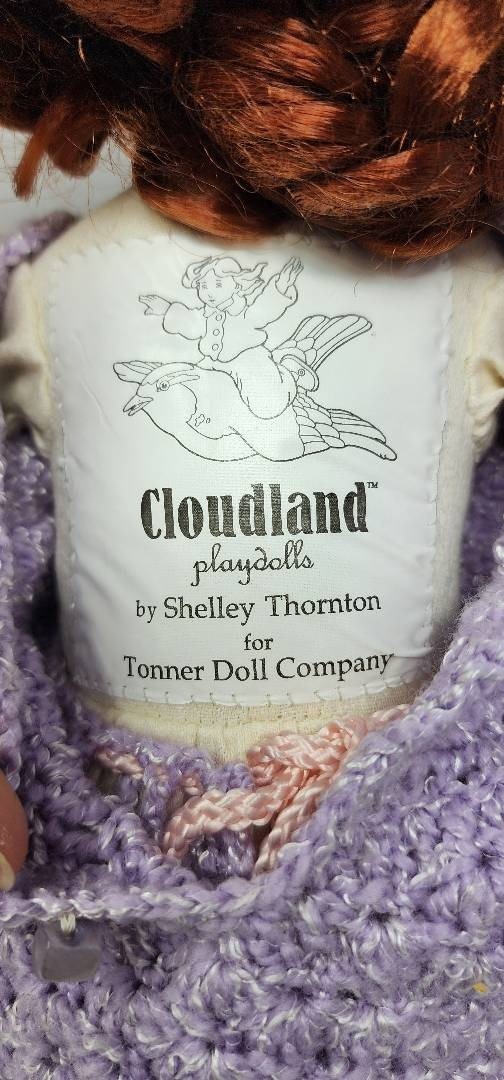 Cloudland™
playdolls
by Shelley Thornton
for
Tonner Doll Company